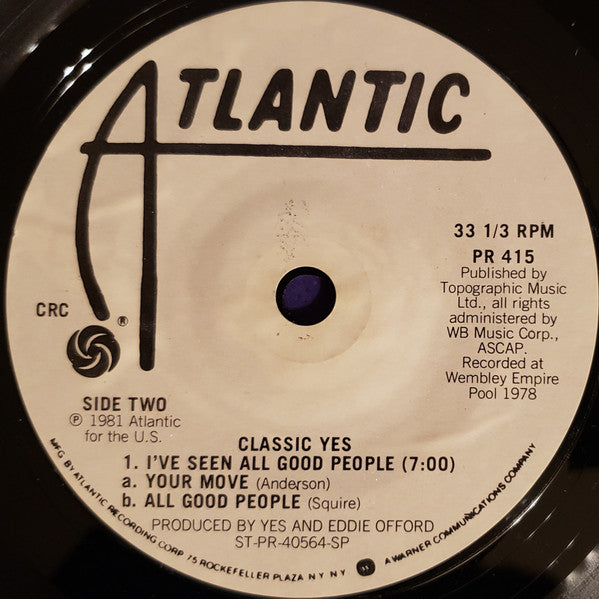 ATLANTIC
33 1/3 RPM
PR 415
Published by
Topographic Music
Ltd., all rights
administered by
WB Music Corp.,
ASCAP.
Recorded at
Wembley Empire
Pool 1978
CRC
®
SIDE TWO
℗ 1981 Atlantic
for the U.S.
CLASSIC YES
1. I'VE SEEN ALL GOOD PEOPLE (7:00)
a. YOUR MOVE (Anderson)
b. ALL GOOD PEOPLE (Squire)
PRODUCED BY YES AND EDDIE OFFORD
ST-PR-40564-SP
MFG BY ATLANTIC RECORDING CORP 75 ROCKEFELLER PLAZA N Y N Y A WARNER COMMUNICATIONS COMPANY